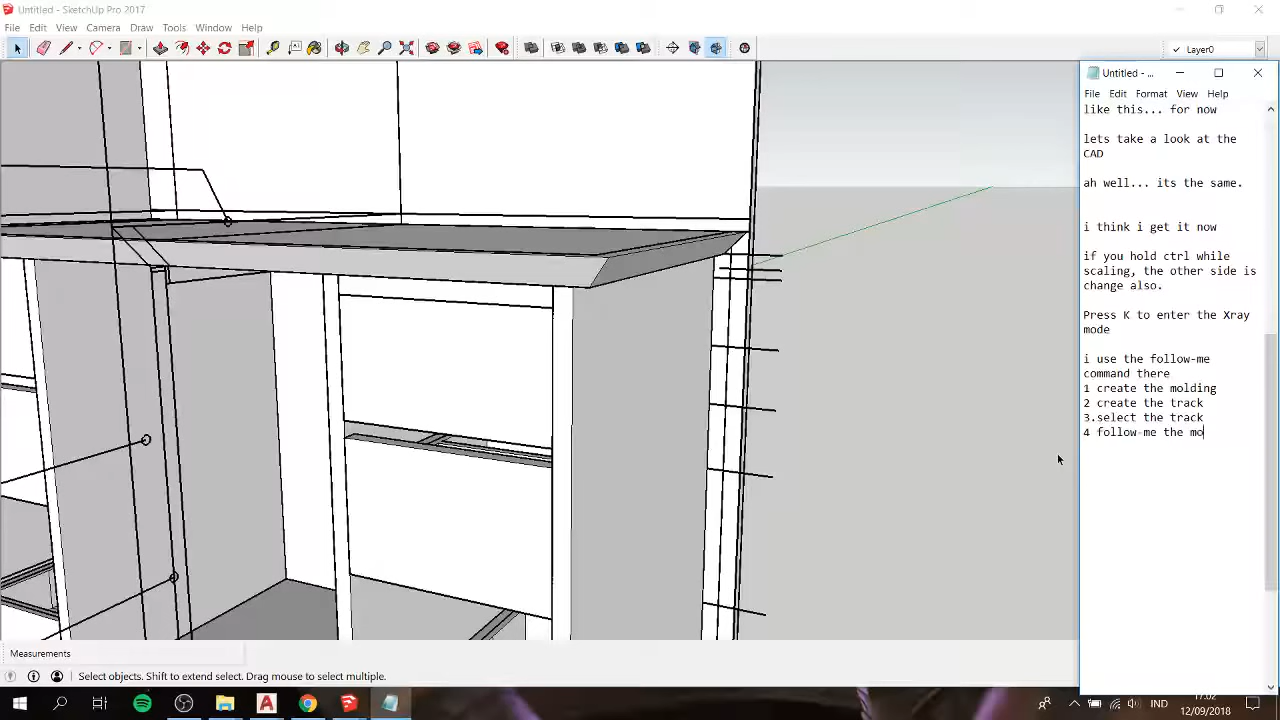 Untitled - SketchUp Pro 2017
File Edit View Camera Draw Tools Window Help
Layer0
Untitled - ...
File Edit Format View Help
like this... for now
lets take a look at the
CAD
ah well... its the same.
i think i get it now
if you hold ctrl while
scaling, the other side is
change also.
Press K to enter the Xray
mode
i use the follow-me
command there
1 create the molding
2 create the track
3.select the track
4 follow-me the mo
Measurements
Select objects. Shift to extend select. Drag mouse to select multiple.
IND
17.02
12/09/2018